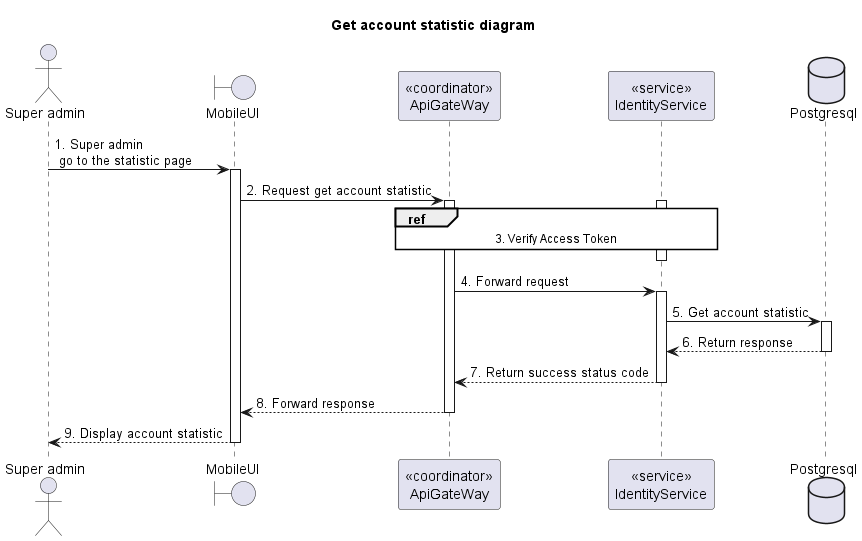 Get account statistic diagram
Super admin
MobileUI
«coordinator»
ApiGateWay
«service»
IdentityService
Postgresql
1. Super admin
go to the statistic page
2. Request get account statistic
ref
3. Verify Access Token
4. Forward request
5. Get account statistic
6. Return response
7. Return success status code
8. Forward response
9. Display account statistic
Super admin
MobileUI
«coordinator»
ApiGateWay
«service»
IdentityService
Postgresql